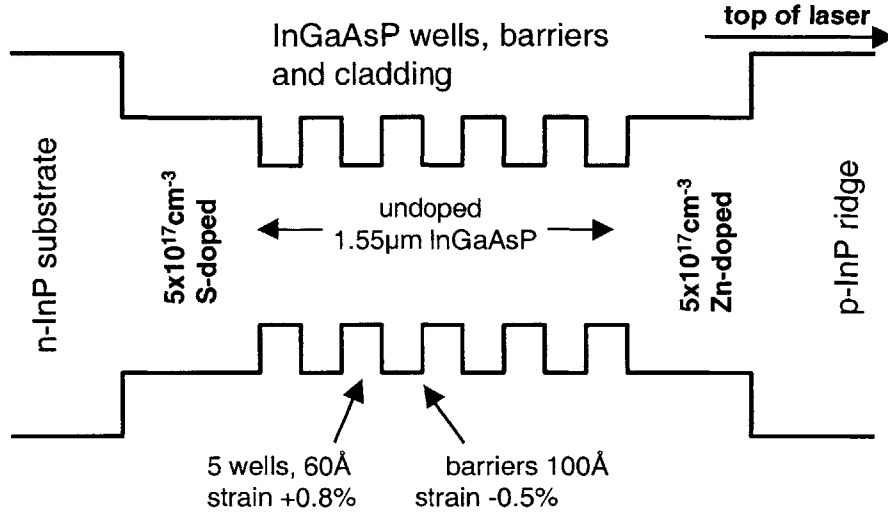 top of laser
InGaAsP wells, barriers
and cladding
n-InP substrate
5x10¹⁷cm⁻³
S-doped
undoped
1.55µm InGaAsP
5x10¹⁷cm⁻³
Zn-doped
p-InP ridge
5 wells, 60Å
strain +0.8%
barriers 100Å
strain -0.5%